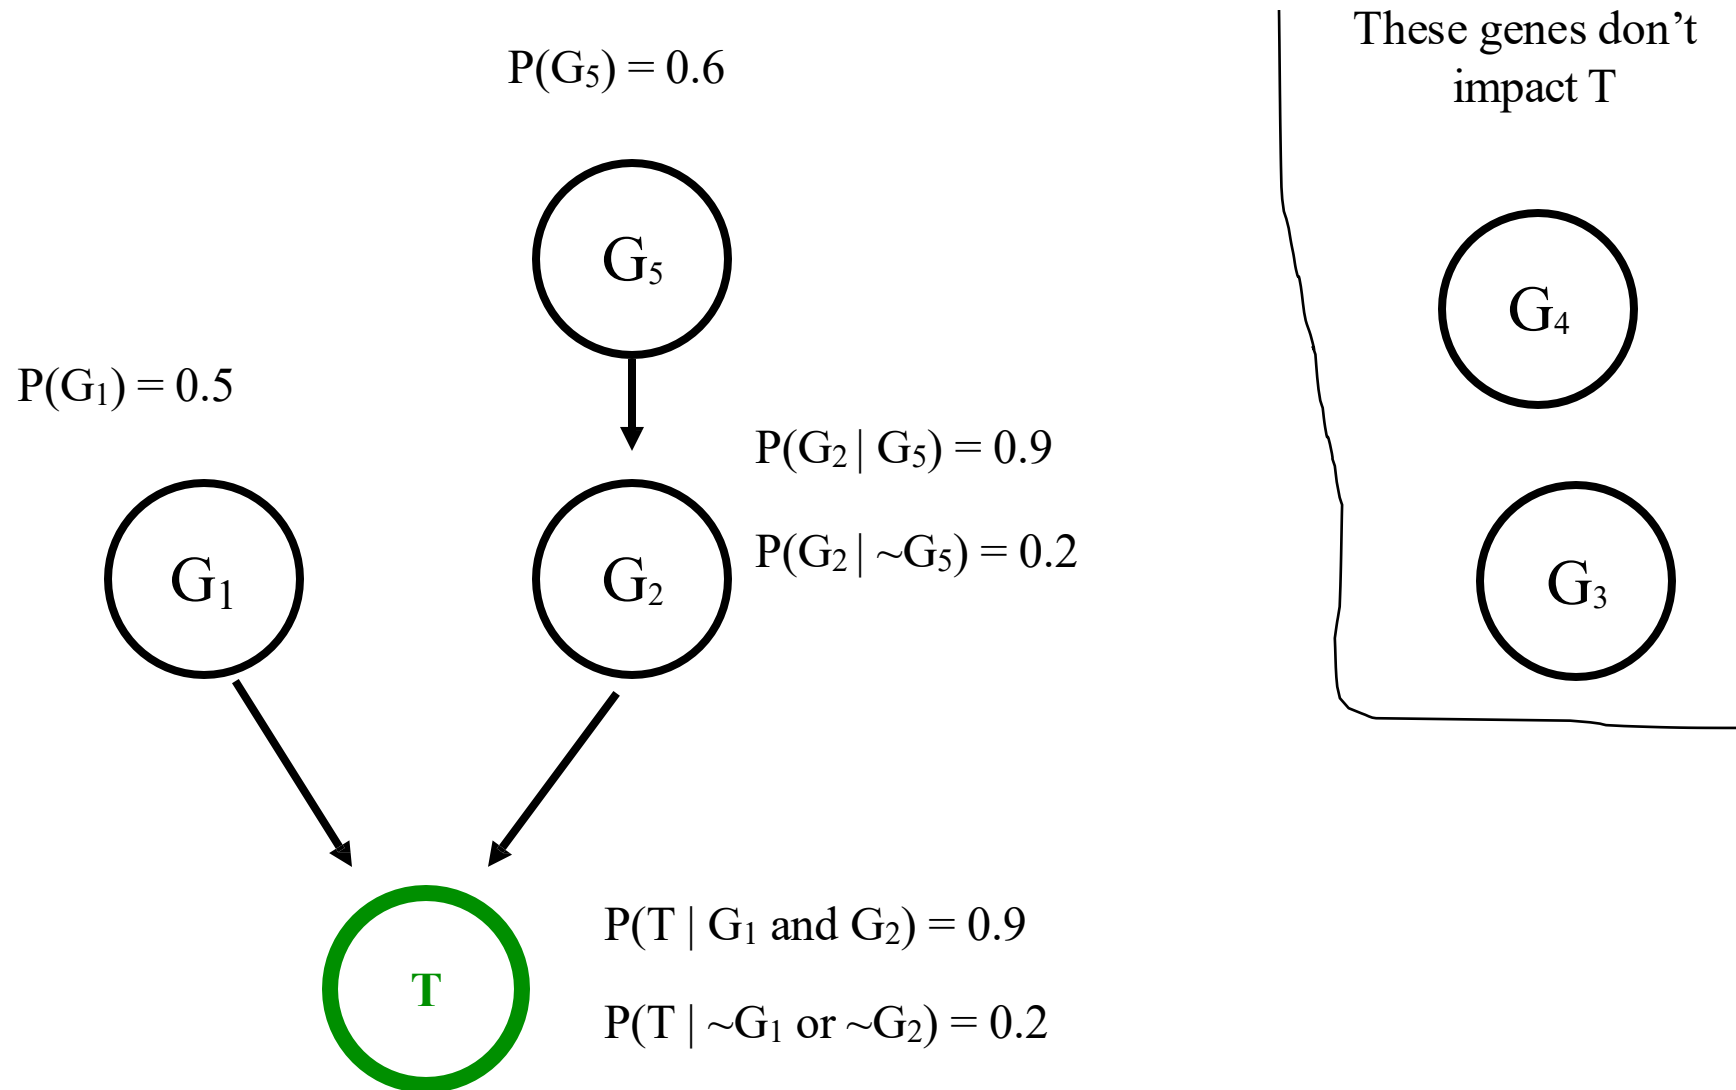 These genes don’t
impact T
P(G₅) = 0.6
G₅
G₄
P(G₁) = 0.5
P(G₂ | G₅) = 0.9
P(G₂ | ~G₅) = 0.2
G₁
G₂
G₃
P(T | G₁ and G₂) = 0.9
T
P(T | ~G₁ or ~G₂) = 0.2